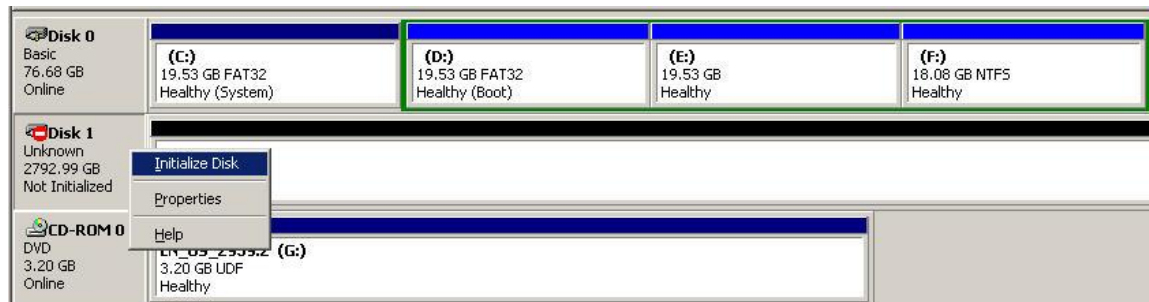 Disk 0
Basic
76.68 GB
Online
(C:)
19.53 GB FAT32
Healthy (System)
(D:)
19.53 GB FAT32
Healthy (Boot)
(E:)
19.53 GB
Healthy
(F:)
18.08 GB NTFS
Healthy
Disk 1
Unknown
2792.99 GB
Not Initialized
Initialize Disk
Properties
Help
CD-ROM 0
DVD
3.20 GB
Online
(G:)
3.20 GB UDF
Healthy